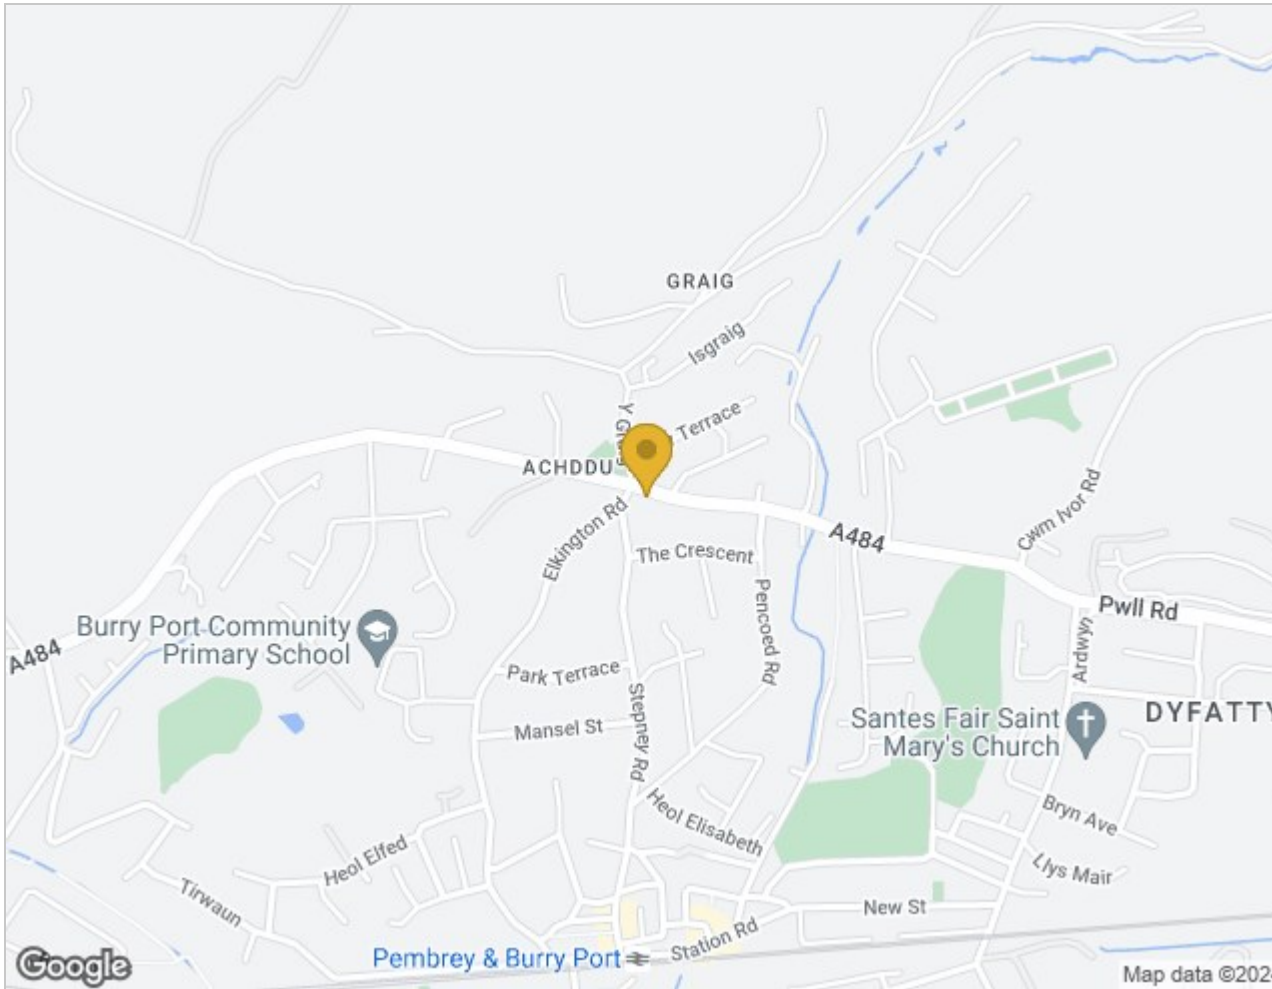 GRAIG
Isgraig
Y Graig
Terrace
ACHDDU
Elkington Rd
The Crescent
A484
Cwm Ivor Rd
Pwll Rd
Ardwyn
Pencoed Rd
Burry Port Community
Primary School
A484
Park Terrace
Stepney Rd
Mansel St
Santes Fair Saint
Mary's Church
DYFATTY
Bryn Ave
Heol Elisabeth
Llys Mair
Heol Elfed
Tirwaun
New St
Station Rd
Pembrey & Burry Port
Google
Map data ©2024